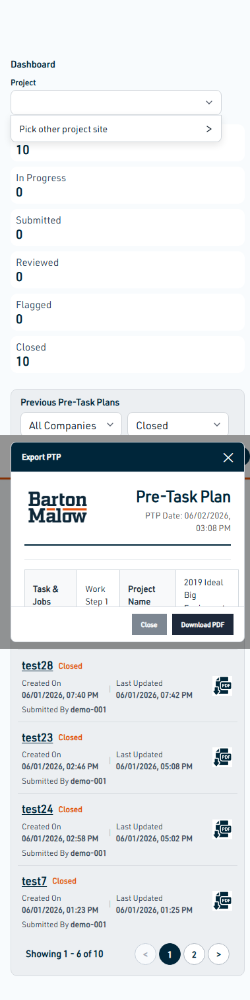 Dashboard
Project
Pick other project site >
10
In Progress
0
Submitted
0
Reviewed
0
Flagged
0
Closed
10
Previous Pre-Task Plans
All Companies
Closed
Export PTP
Barton
Malow
Pre-Task Plan
PTP Date: 06/02/2026,
03:08 PM
Task &
Jobs
Work
Step 1
Project
Name
2019 Ideal
Big
Close
Download PDF
test28 Closed
Created On
06/01/2026, 07:40 PM
Last Updated
06/01/2026, 07:42 PM
PDF
Submitted By demo-001
test23 Closed
Created On
06/01/2026, 02:46 PM
Last Updated
06/01/2026, 05:08 PM
PDF
Submitted By demo-001
test24 Closed
Created On
06/01/2026, 02:58 PM
Last Updated
06/01/2026, 05:02 PM
PDF
Submitted By demo-001
test7 Closed
Created On
06/01/2026, 01:23 PM
Last Updated
06/01/2026, 01:25 PM
PDF
Submitted By demo-001
Showing 1 - 6 of 10
< 1 2 >